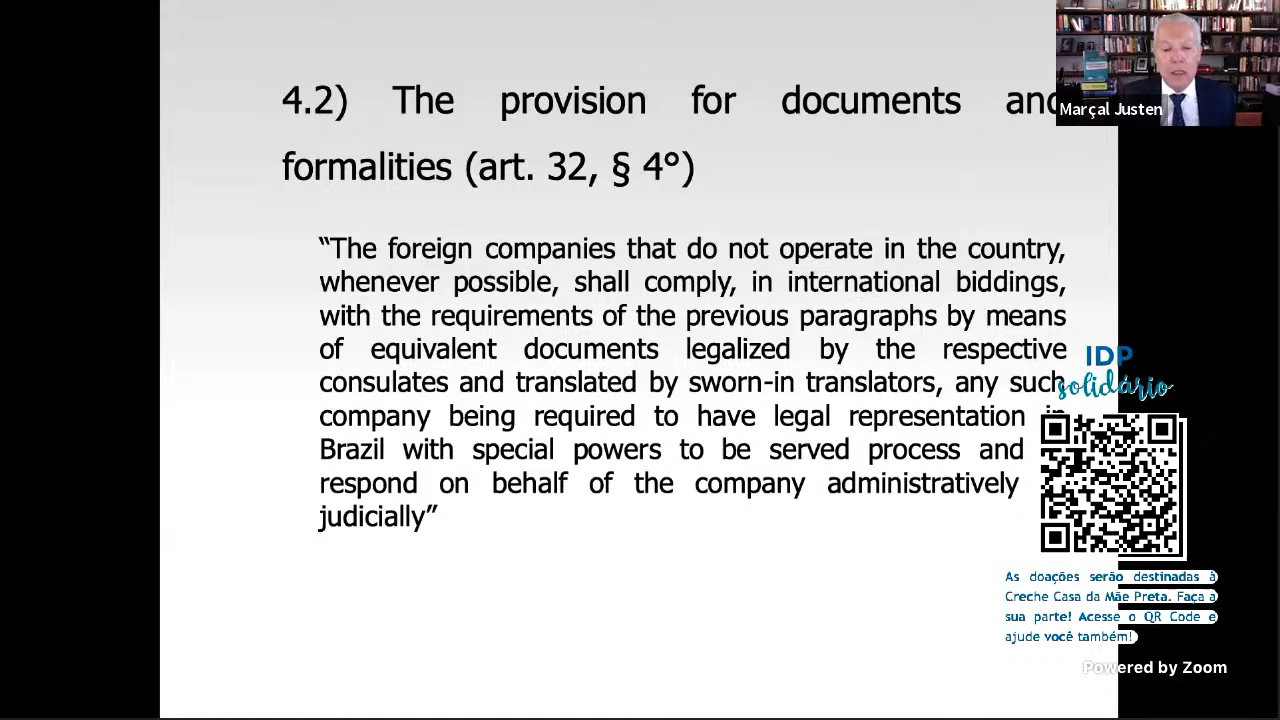 4.2) The provision for documents and
formalities (art. 32, § 4°)
“The foreign companies that do not operate in the country,
whenever possible, shall comply, in international biddings,
with the requirements of the previous paragraphs by means
of equivalent documents legalized by the respective
consulates and translated by sworn-in translators, any such
company being required to have legal representation in
Brazil with special powers to be served process and
respond on behalf of the company administratively
judicially”
Marçal Justen
IDP
solidário
As doações serão destinadas à
Creche Casa da Mãe Preta. Faça a
sua parte! Acesse o QR Code e
ajude você também!
Powered by Zoom